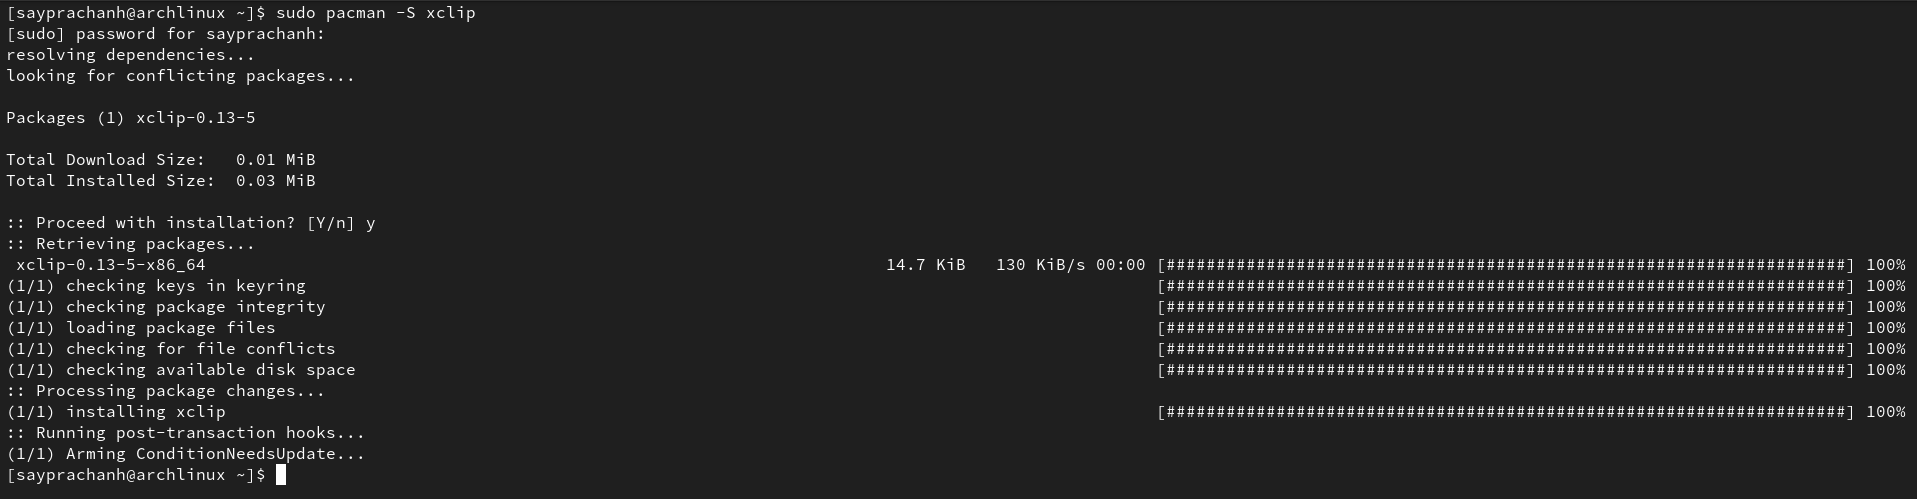 [sayprachanh@archlinux ~]$ sudo pacman -S xclip
[sudo] password for sayprachanh:
resolving dependencies...
looking for conflicting packages...

Packages (1) xclip-0.13-5

Total Download Size:   0.01 MiB
Total Installed Size:  0.03 MiB

:: Proceed with installation? [Y/n] y
:: Retrieving packages...
 xclip-0.13-5-x86_64 14.7 KiB   130 KiB/s 00:00 [####################################################################] 100%
(1/1) checking keys in keyring [####################################################################] 100%
(1/1) checking package integrity [####################################################################] 100%
(1/1) loading package files [####################################################################] 100%
(1/1) checking for file conflicts [####################################################################] 100%
(1/1) checking available disk space [####################################################################] 100%
:: Processing package changes...
(1/1) installing xclip [####################################################################] 100%
:: Running post-transaction hooks...
(1/1) Arming ConditionNeedsUpdate...
[sayprachanh@archlinux ~]$